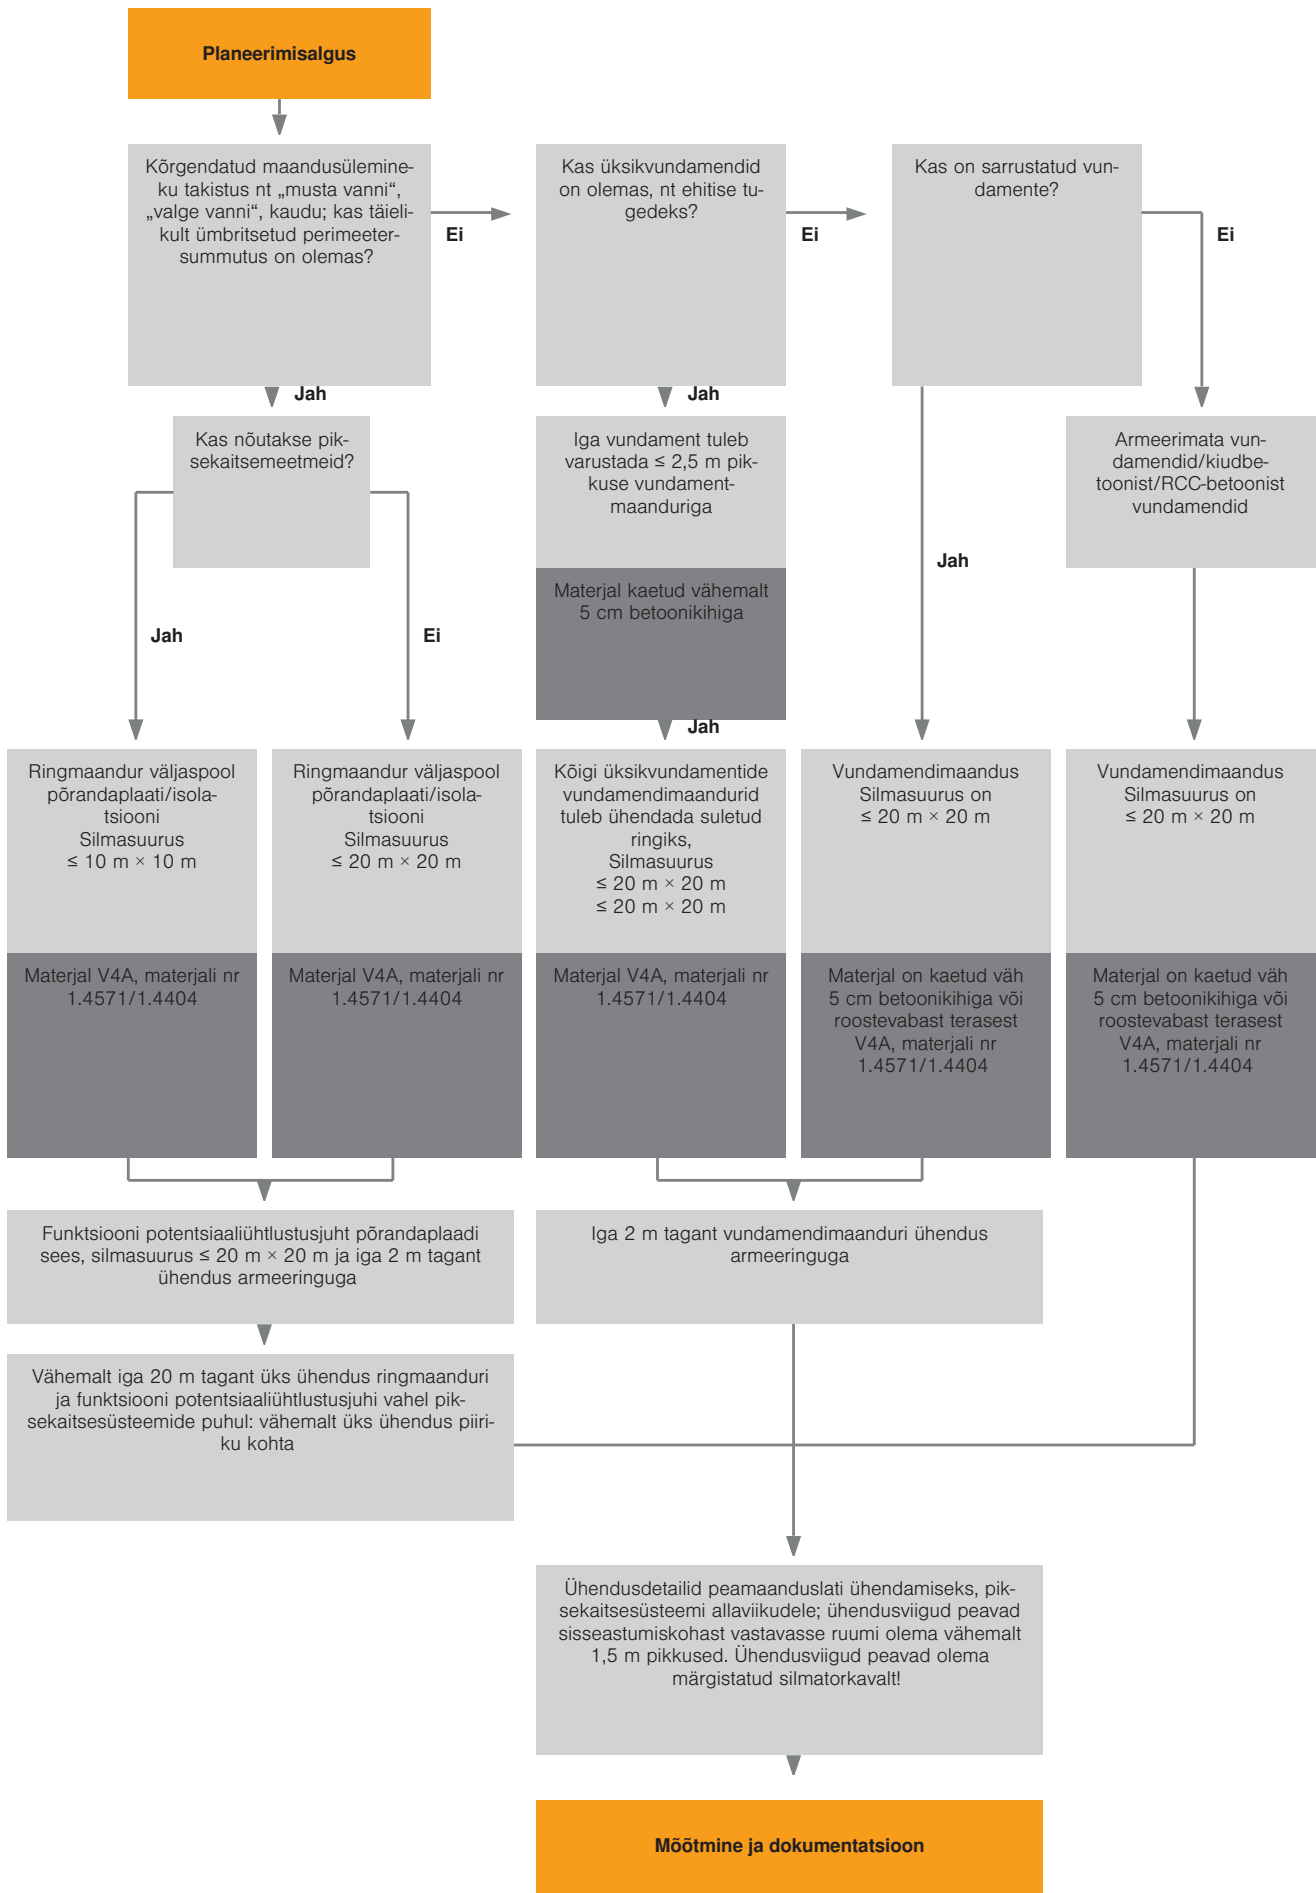 Planeerimisalgus
Kõrgendatud maandusülemine-
ku takistus nt „musta vanni“,
„valge vanni“, kaudu; kas täieli-
kult ümbritsetud perimeeter-
summutus on olemas?
Ei
Kas üksikvundamendid
on olemas, nt ehitise tu-
gedeks?
Ei
Kas on sarrustatud vun-
damente?
Ei
Jah
Jah
Kas nõutakse pik-
sekaitsemeetmeid?
Iga vundament tuleb
varustada ≤ 2,5 m pik-
kuse vundament-
maanduriga
Armeerimata vun-
damendid/kiudbe-
toonist/RCC-betoonist
vundamendid
Jah
Materjal kaetud vähemalt
5 cm betoonikihiga
Jah
Ei
Jah
Ringmaandur väljaspool
põrandaplaati/isola-
tsiooni
Silmasuurus
≤ 10 m × 10 m
Ringmaandur väljaspool
põrandaplaati/isola-
tsiooni
Silmasuurus
≤ 20 m × 20 m
Kõigi üksikvundamentide
vundamendimaandurid
tuleb ühendada suletud
ringiks,
Silmasuurus
≤ 20 m × 20 m
≤ 20 m × 20 m
Vundamendimaandus
Silmasuurus on
≤ 20 m × 20 m
Vundamendimaandus
Silmasuurus on
≤ 20 m × 20 m
Materjal V4A, materjali nr
1.4571/1.4404
Materjal V4A, materjali nr
1.4571/1.4404
Materjal V4A, materjali nr
1.4571/1.4404
Materjal on kaetud väh
5 cm betoonikihiga või
roostevabast terasest
V4A, materjali nr
1.4571/1.4404
Materjal on kaetud väh
5 cm betoonikihiga või
roostevabast terasest
V4A, materjali nr
1.4571/1.4404
Funktsiooni potentsiaaliühtlustusjuht põrandaplaadi
sees, silmasuurus ≤ 20 m × 20 m ja iga 2 m tagant
ühendus armeeringuga
Iga 2 m tagant vundamendimaanduri ühendus
armeeringuga
Vähemalt iga 20 m tagant üks ühendus ringmaanduri
ja funktsiooni potentsiaaliühtlustusjuhi vahel pik-
sekaitsesüsteemide puhul: vähemalt üks ühendus piiri-
ku kohta
Ühendusdetailid peamaanduslati ühendamiseks, pik-
sekaitsesüsteemi allaviikudele; ühendusviigud peavad
sisseastumiskohast vastavasse ruumi olema vähemalt
1,5 m pikkused. Ühendusviigud peavad olema
märgistatud silmatorkavalt!
Mõõtmine ja dokumentatsioon